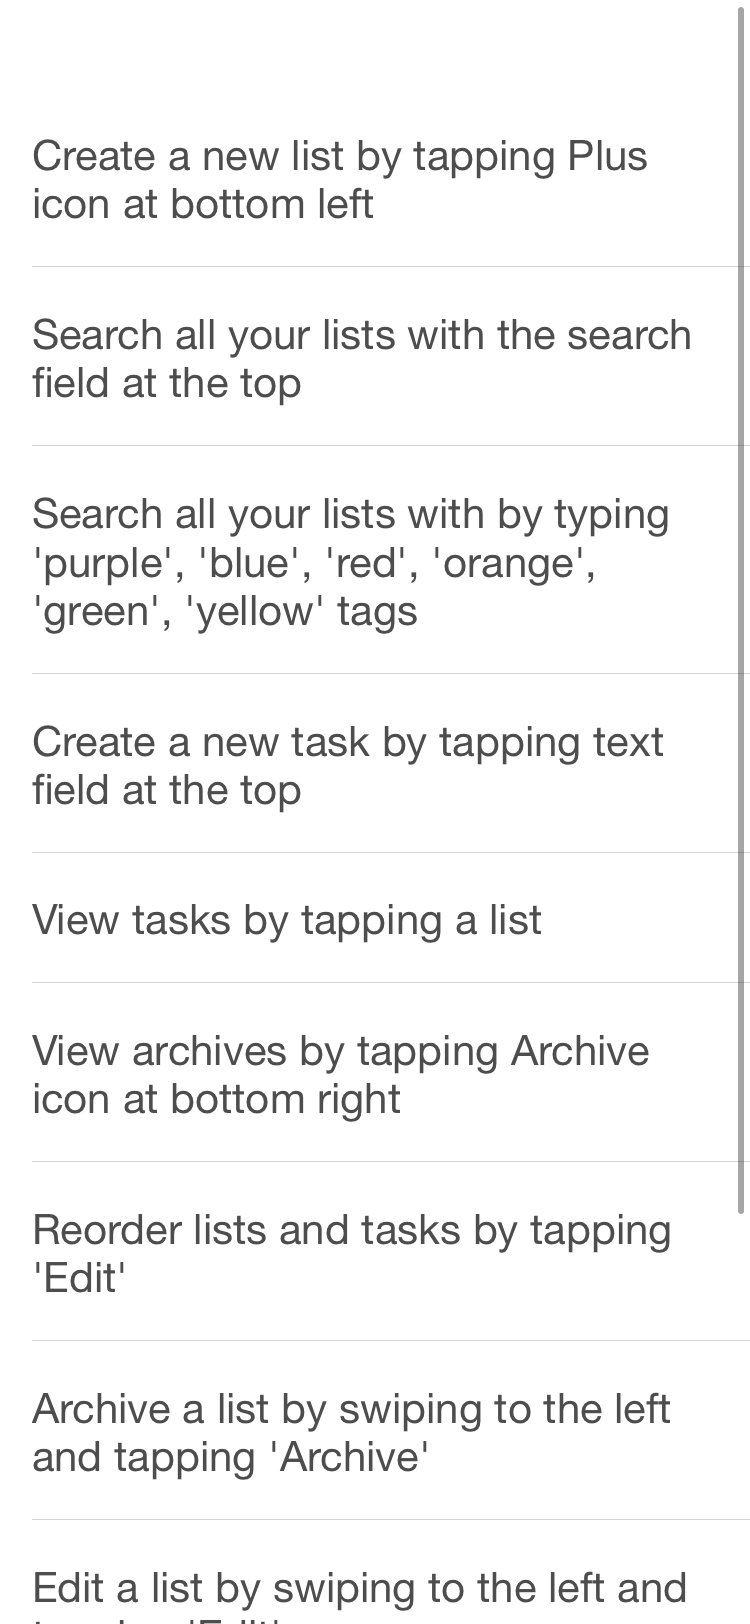 Create a new list by tapping Plus
icon at bottom left
Search all your lists with the search
field at the top
Search all your lists with by typing
'purple', 'blue', 'red', 'orange',
'green', 'yellow' tags
Create a new task by tapping text
field at the top
View tasks by tapping a list
View archives by tapping Archive
icon at bottom right
Reorder lists and tasks by tapping
'Edit'
Archive a list by swiping to the left
and tapping 'Archive'
Edit a list by swiping to the left and